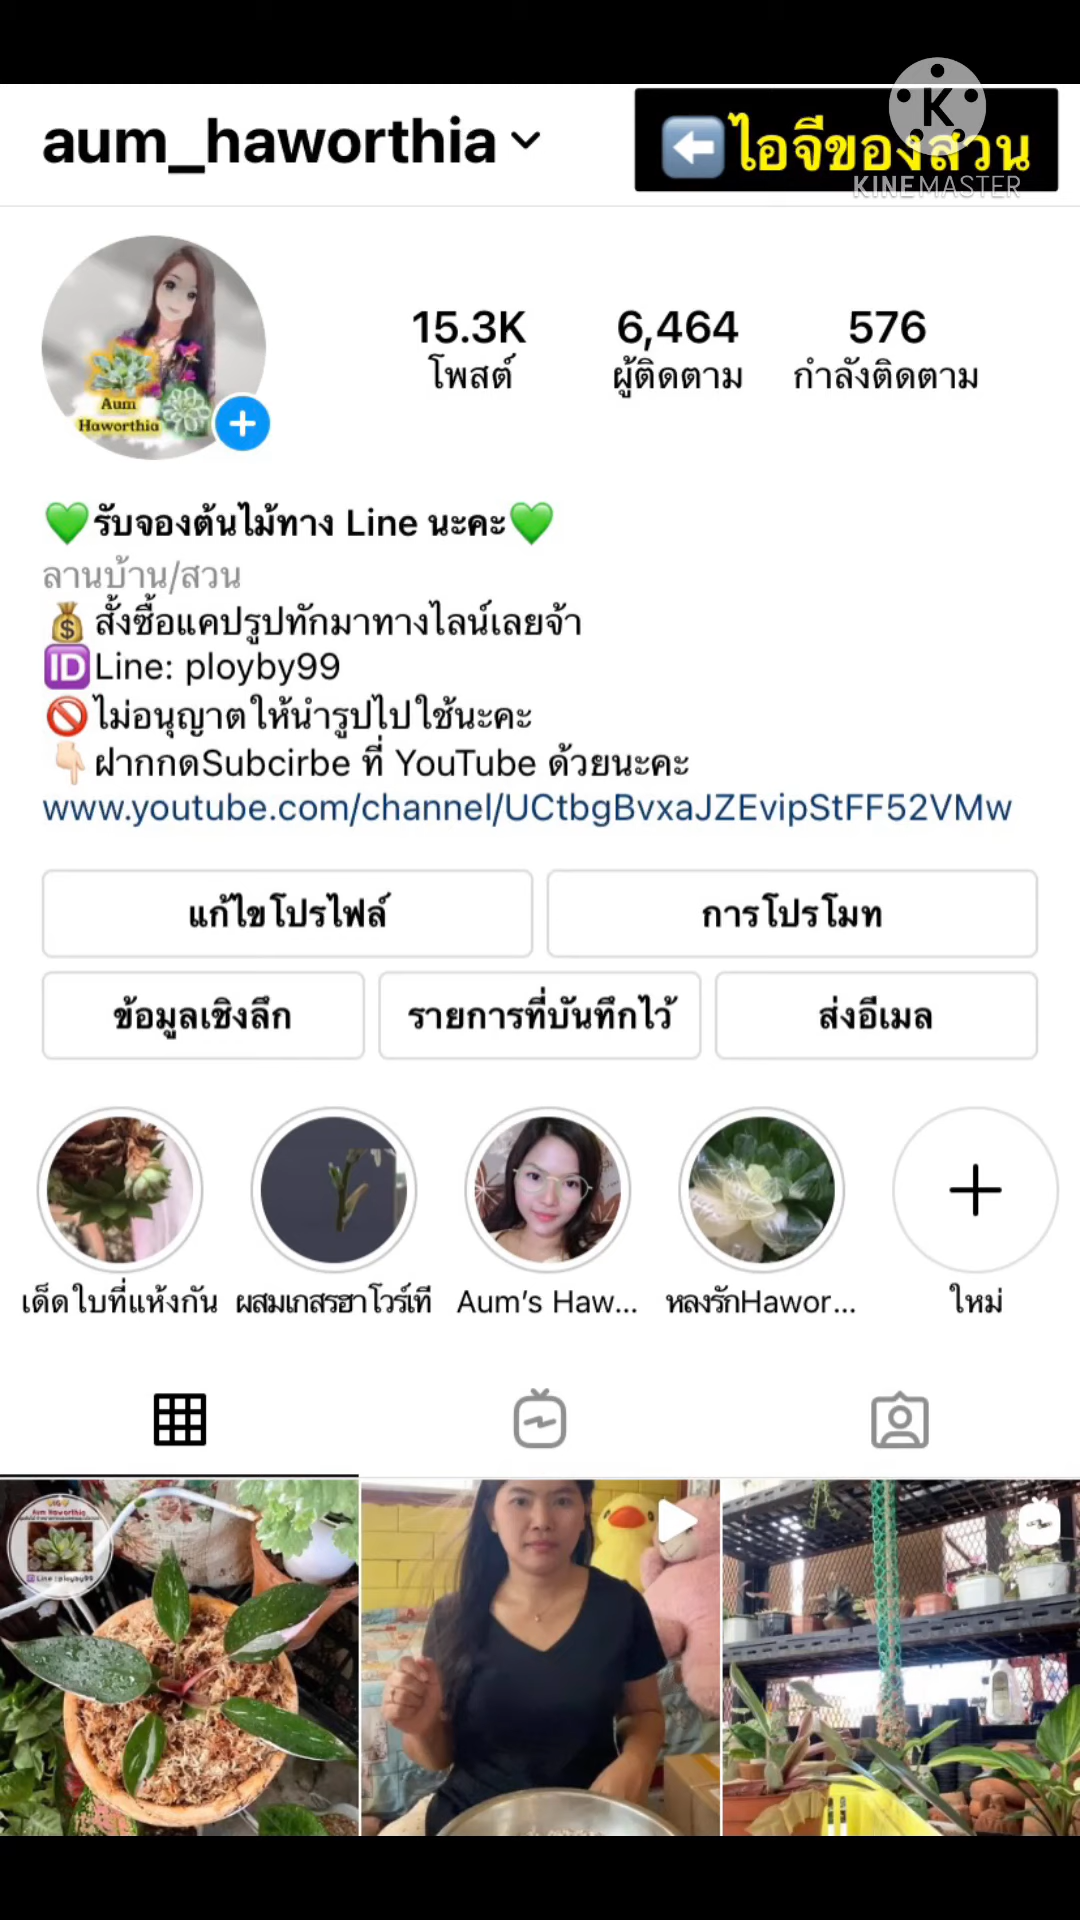 aum_haworthia
⬅️ไอจีของสวน
KINEMASTER
Aum
Haworthia
15.3K
โพสต์
6,464
ผู้ติดตาม
576
กำลังติดตาม
💚รับจองต้นไม้ทาง Line นะคะ💚
ลานบ้าน/สวน
💰สั้งซื้อแคปรูปทักมาทางไลน์เลยจ้า
🆔Line: ployby99
🚫ไม่อนุญาตให้นำรูปไปใช้นะคะ
👇🏻ฝากกดSubcirbe ที่ YouTube ด้วยนะคะ
www.youtube.com/channel/UCtbgBvxaJZEvipStFF52VMw
แก้ไขโปรไฟล์
การโปรโมท
ข้อมูลเชิงลึก
รายการที่บันทึกไว้
ส่งอีเมล
เด็ดใบที่แห้งกัน
ผสมเกสรฮาโวร์เที
Aum’s Haw...
หลงรักHawor...
ใหม่
Aum Haworthia
Line :ployby99